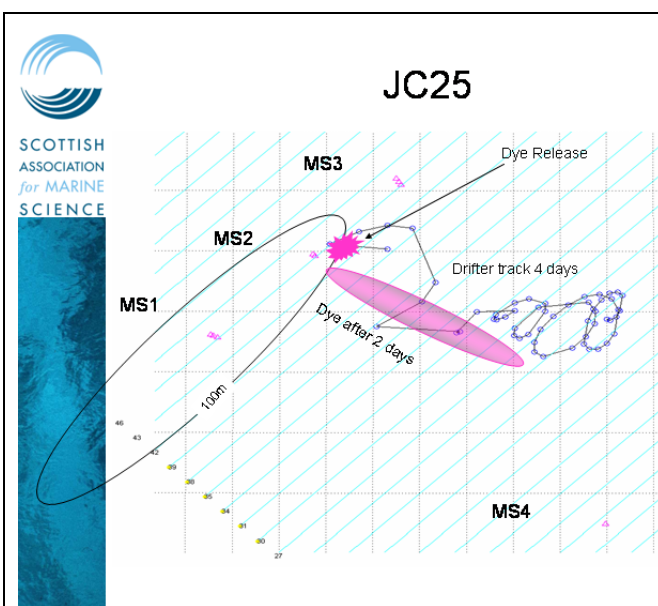 JC25
SCOTTISH
ASSOCIATION
for MARINE
SCIENCE
Dye Release
MS3
MS2
Drifter track 4 days
MS1
Dye after 2 days
100m
46
43
42
39
38
35
34
31
30
27
MS4